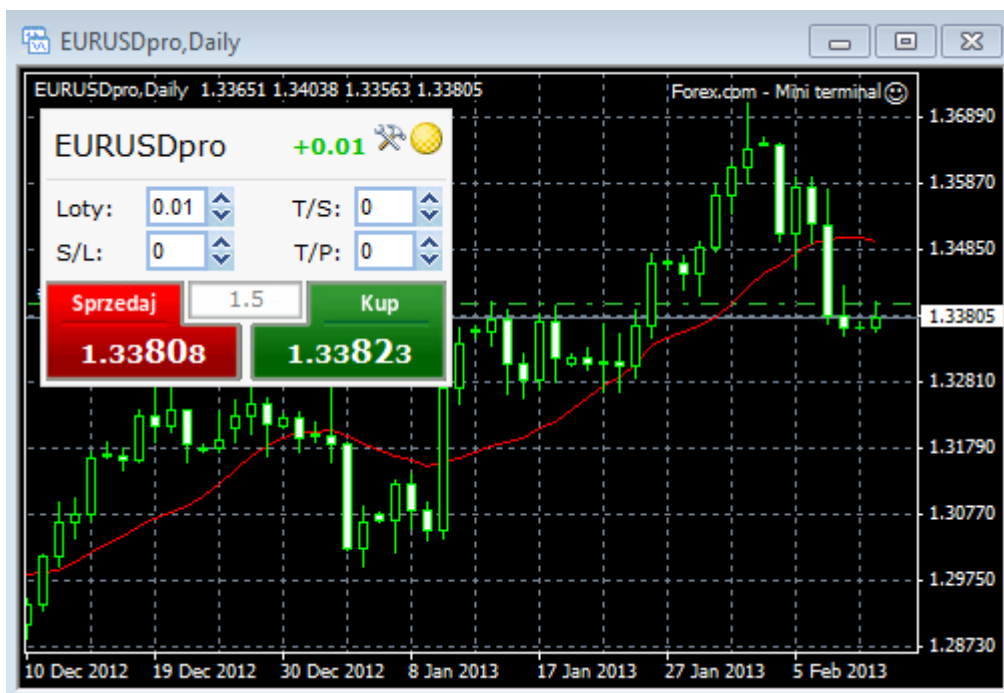 EURUSDpro,Daily
EURUSDpro,Daily 1.33651 1.34038 1.33563 1.33805
Forex.com - Mini terminal
EURUSDpro +0.01
Loty: 0.01 T/S: 0
S/L: 0 T/P: 0
Sprzedaj 1.5 Kup
1.33808 1.33823
1.36890
1.35870
1.34850
1.33805
1.32810
1.31790
1.30770
1.29750
1.28730
10 Dec 2012 19 Dec 2012 30 Dec 2012 8 Jan 2013 17 Jan 2013 27 Jan 2013 5 Feb 2013